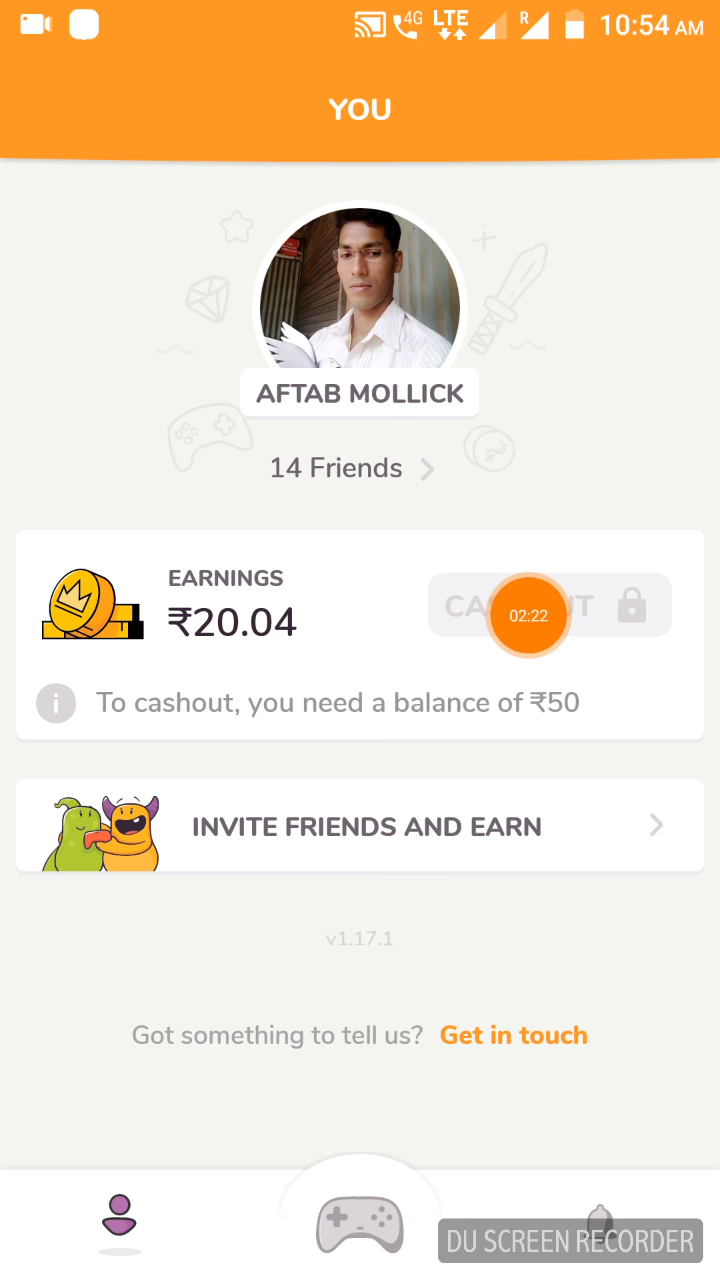 4G LTE R 10:54 AM
YOU
AFTAB MOLLICK
14 Friends
EARNINGS
₹20.04
02:22
To cashout, you need a balance of ₹50
INVITE FRIENDS AND EARN
v1.17.1
Got something to tell us? Get in touch
DU SCREEN RECORDER